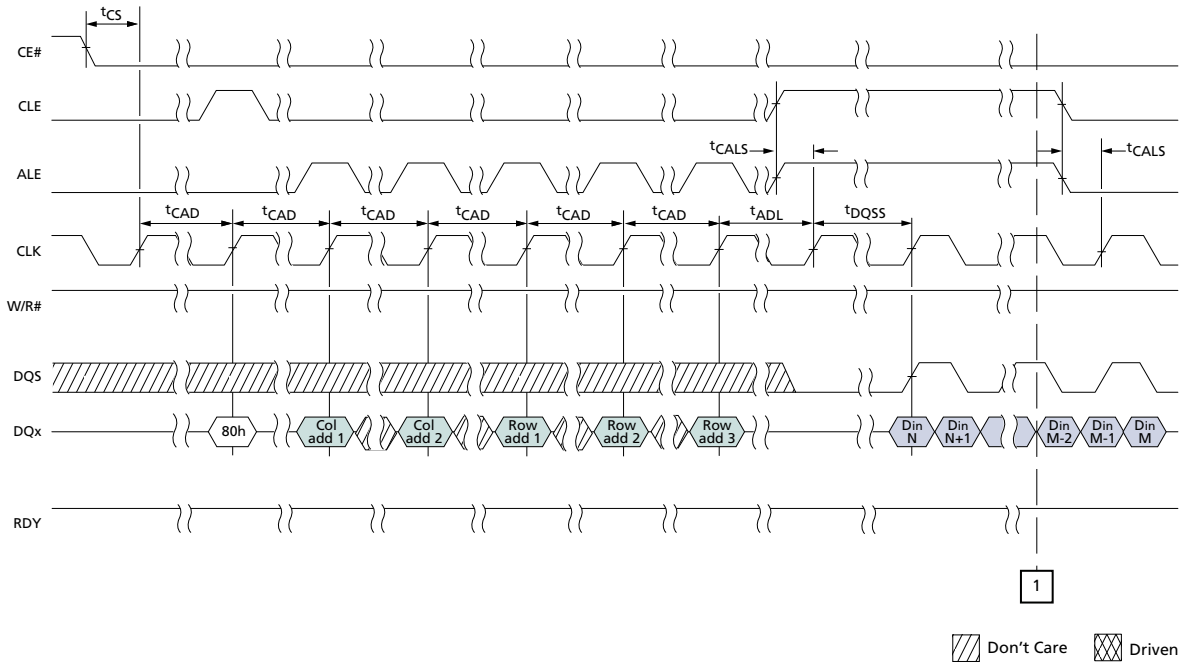 tCS
CE#
CLE
tCALS
tCALS
ALE
tCAD
tCAD
tCAD
tCAD
tCAD
tCAD
tADL
tDQSS
CLK
W/R#
DQS
DQx
80h
Col
add 1
Col
add 2
Row
add 1
Row
add 2
Row
add 3
Din
N
Din
N+1
Din
M-2
Din
M-1
Din
M
RDY
1
Don't Care
Driven